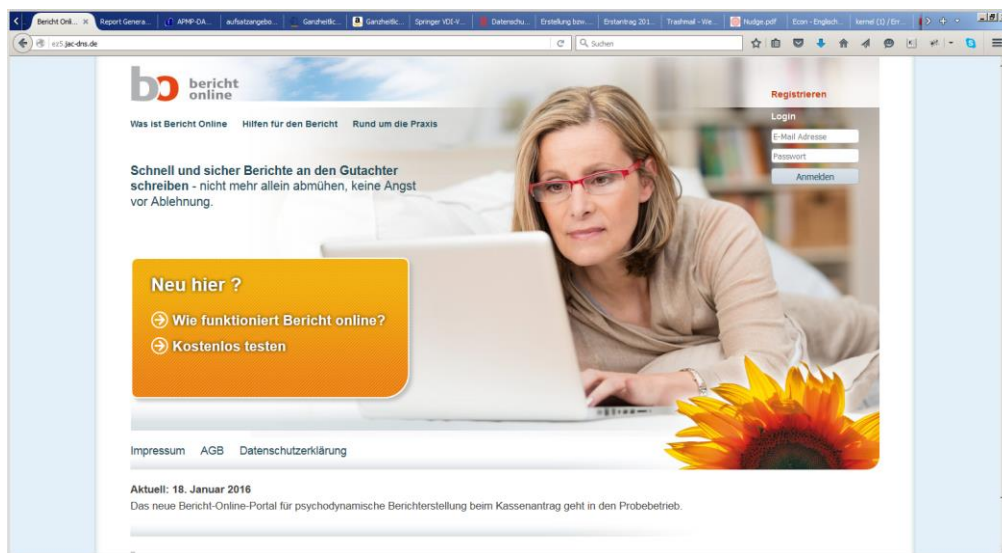 Bericht Onli... × Report Genera... APMP-DA... aufsatzangebo... Ganzheitlic... Ganzheitlic... Springer VDI-V... Datenschu... Erstellung bzw.... Erstantrag 201... Trashmail - We... Nudge.pdf Econ - Englisch... kernel (1) / Err...
ez5.jac-dns.de
Suchen
bo bericht
online
Registrieren
Login
E-Mail Adresse
Passwort
Anmelden
Was ist Bericht Online Hilfen für den Bericht Rund um die Praxis
Schnell und sicher Berichte an den Gutachter
schreiben - nicht mehr allein abmühen, keine Angst
vor Ablehnung.
Neu hier ?
Wie funktioniert Bericht online?
Kostenlos testen
Impressum AGB Datenschutzerklärung
Aktuell: 18. Januar 2016
Das neue Bericht-Online-Portal für psychodynamische Berichterstellung beim Kassenantrag geht in den Probebetrieb.